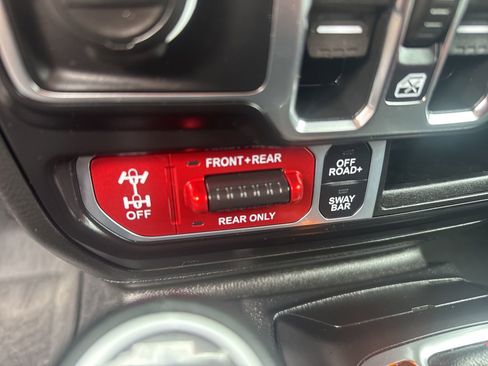 FRONT+REAR
OFF
REAR ONLY
OFF
ROAD+
SWAY
BAR